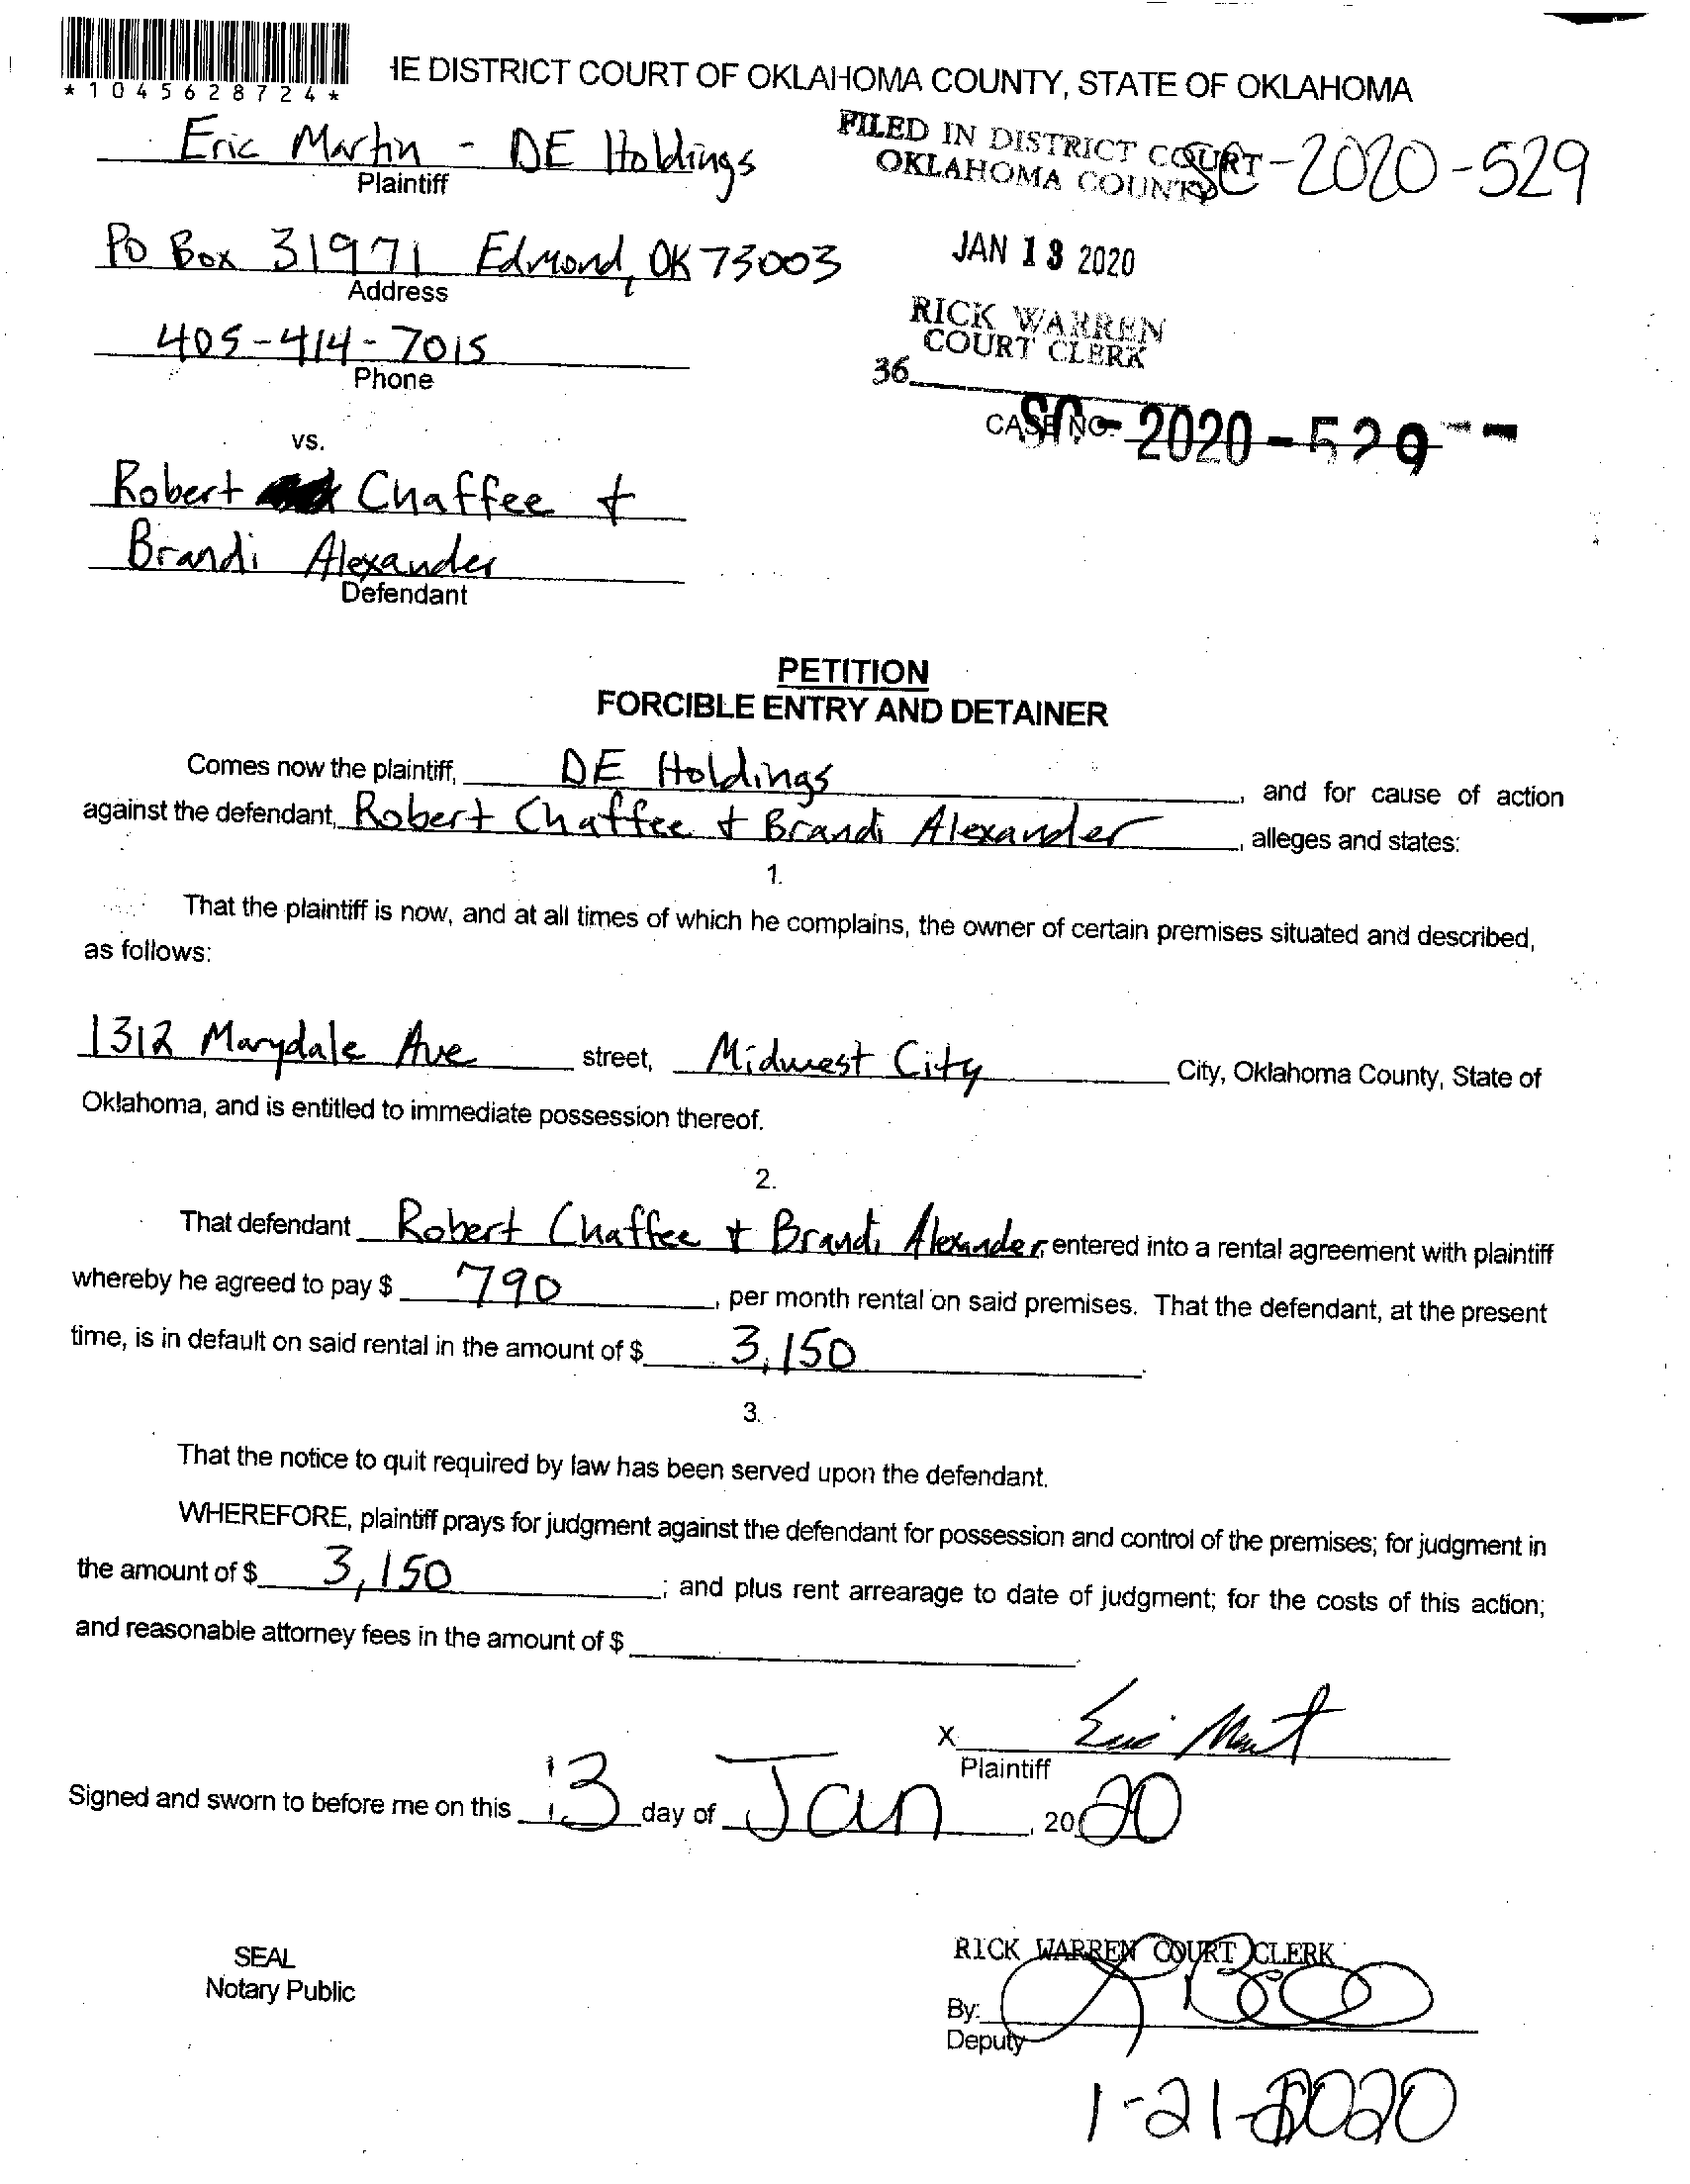 *1045628724*
HE DISTRICT COURT OF OKLAHOMA COUNTY, STATE OF OKLAHOMA
Eric Martin - DE Holdings
Plaintiff
FILED IN DISTRICT COURT
OKLAHOMA COUNTY
SC-2020-529
PO Box 31971 Edmond, OK 73003
Address
JAN 13 2020
405-414-7015
Phone
RICK WARREN
COURT CLERK
36
CASE NO.
SC-2020-529
vs.
Robert Chaffee +
Brandi Alexander
Defendant
PETITION
FORCIBLE ENTRY AND DETAINER
Comes now the plaintiff, DE Holdings, and for cause of action
against the defendant, Robert Chaffee + Brandi Alexander, alleges and states:
1.
That the plaintiff is now, and at all times of which he complains, the owner of certain premises situated and described,
as follows:
1312 Marydale Ave street, Midwest City City, Oklahoma County, State of
Oklahoma, and is entitled to immediate possession thereof.
2.
That defendant Robert Chaffee + Brandi Alexander, entered into a rental agreement with plaintiff
whereby he agreed to pay $ 790, per month rental on said premises. That the defendant, at the present
time, is in default on said rental in the amount of $ 3,150.
3.
That the notice to quit required by law has been served upon the defendant.
WHEREFORE, plaintiff prays for judgment against the defendant for possession and control of the premises; for judgment in
the amount of $ 3,150; and plus rent arrearage to date of judgment; for the costs of this action;
and reasonable attorney fees in the amount of $
X Eric Mart
Plaintiff
Signed and sworn to before me on this 13 day of Jan, 2020
SEAL
Notary Public
RICK WARREN COURT CLERK
By:
Deputy
1-21-2020